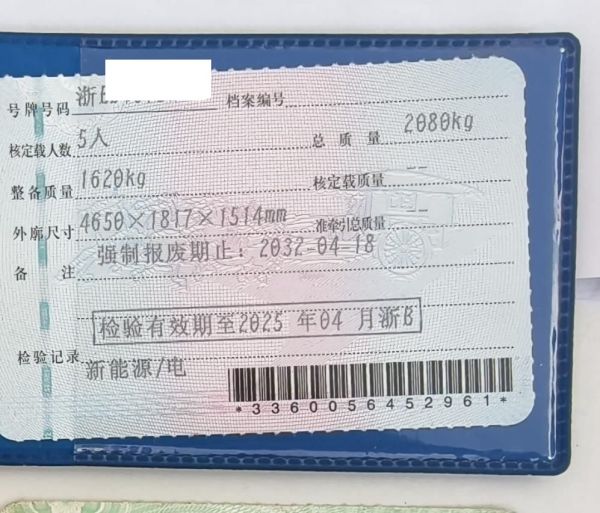 号牌号码 浙B 档案编号
核定载人数 5人 总质量 2080kg
整备质量 1620kg 核定载质量 --
外廓尺寸 4650×1817×1514mm 准牵引总质量 --
备注 强制报废期止：2032-04-18
检验有效期至2025 年04 月浙B
检验记录 新能源/电
*3360056452961*